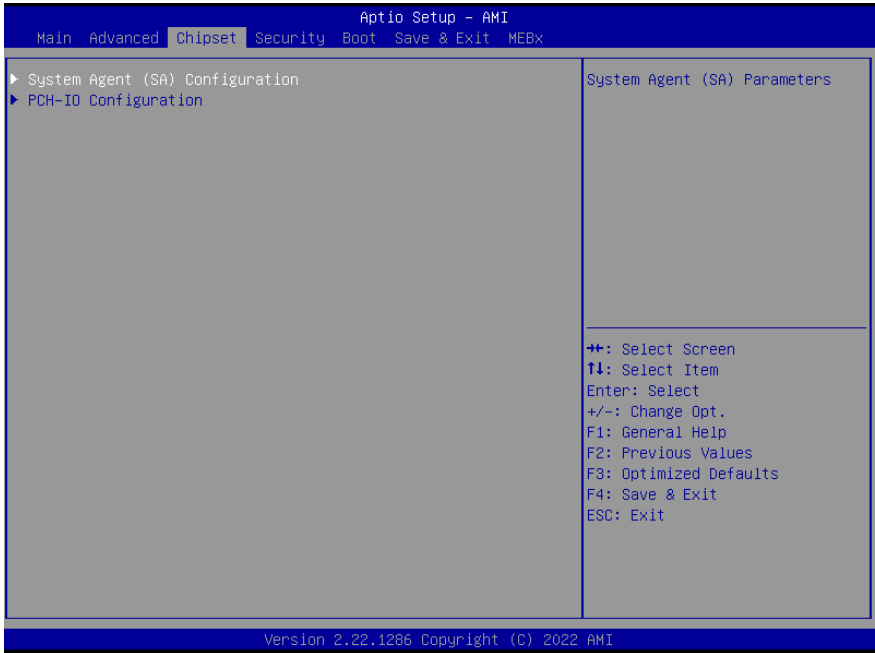 Aptio Setup – AMI
Main Advanced Chipset Security Boot Save & Exit MEBx
▶ System Agent (SA) Configuration
▶ PCH-IO Configuration
System Agent (SA) Parameters
→←: Select Screen
↑↓: Select Item
Enter: Select
+/-: Change Opt.
F1: General Help
F2: Previous Values
F3: Optimized Defaults
F4: Save & Exit
ESC: Exit
Version 2.22.1286 Copyright (C) 2022 AMI